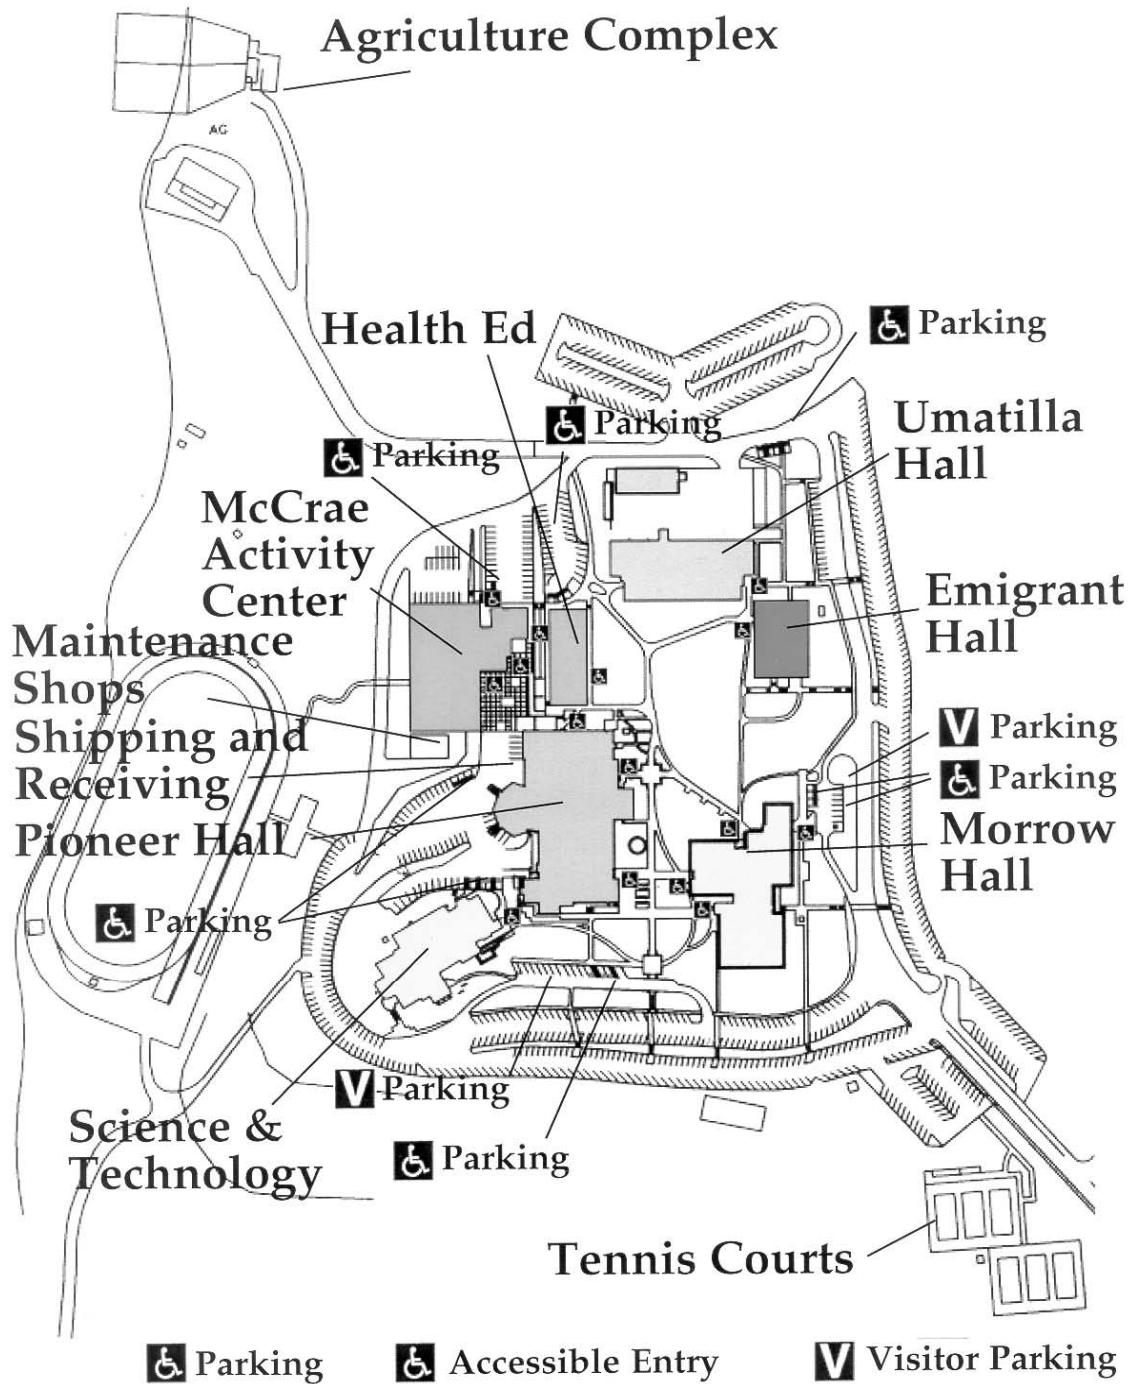 Agriculture Complex
AG
Health Ed
Parking
Parking
Parking
Umatilla
Hall
McCrae
Activity
Center
Emigrant
Hall
Maintenance
Shops
Shipping and
Receiving
Pioneer Hall
V Parking
Parking
Morrow
Hall
Parking
V Parking
Science &
Technology
Parking
Tennis Courts
Parking
Accessible Entry
V Visitor Parking